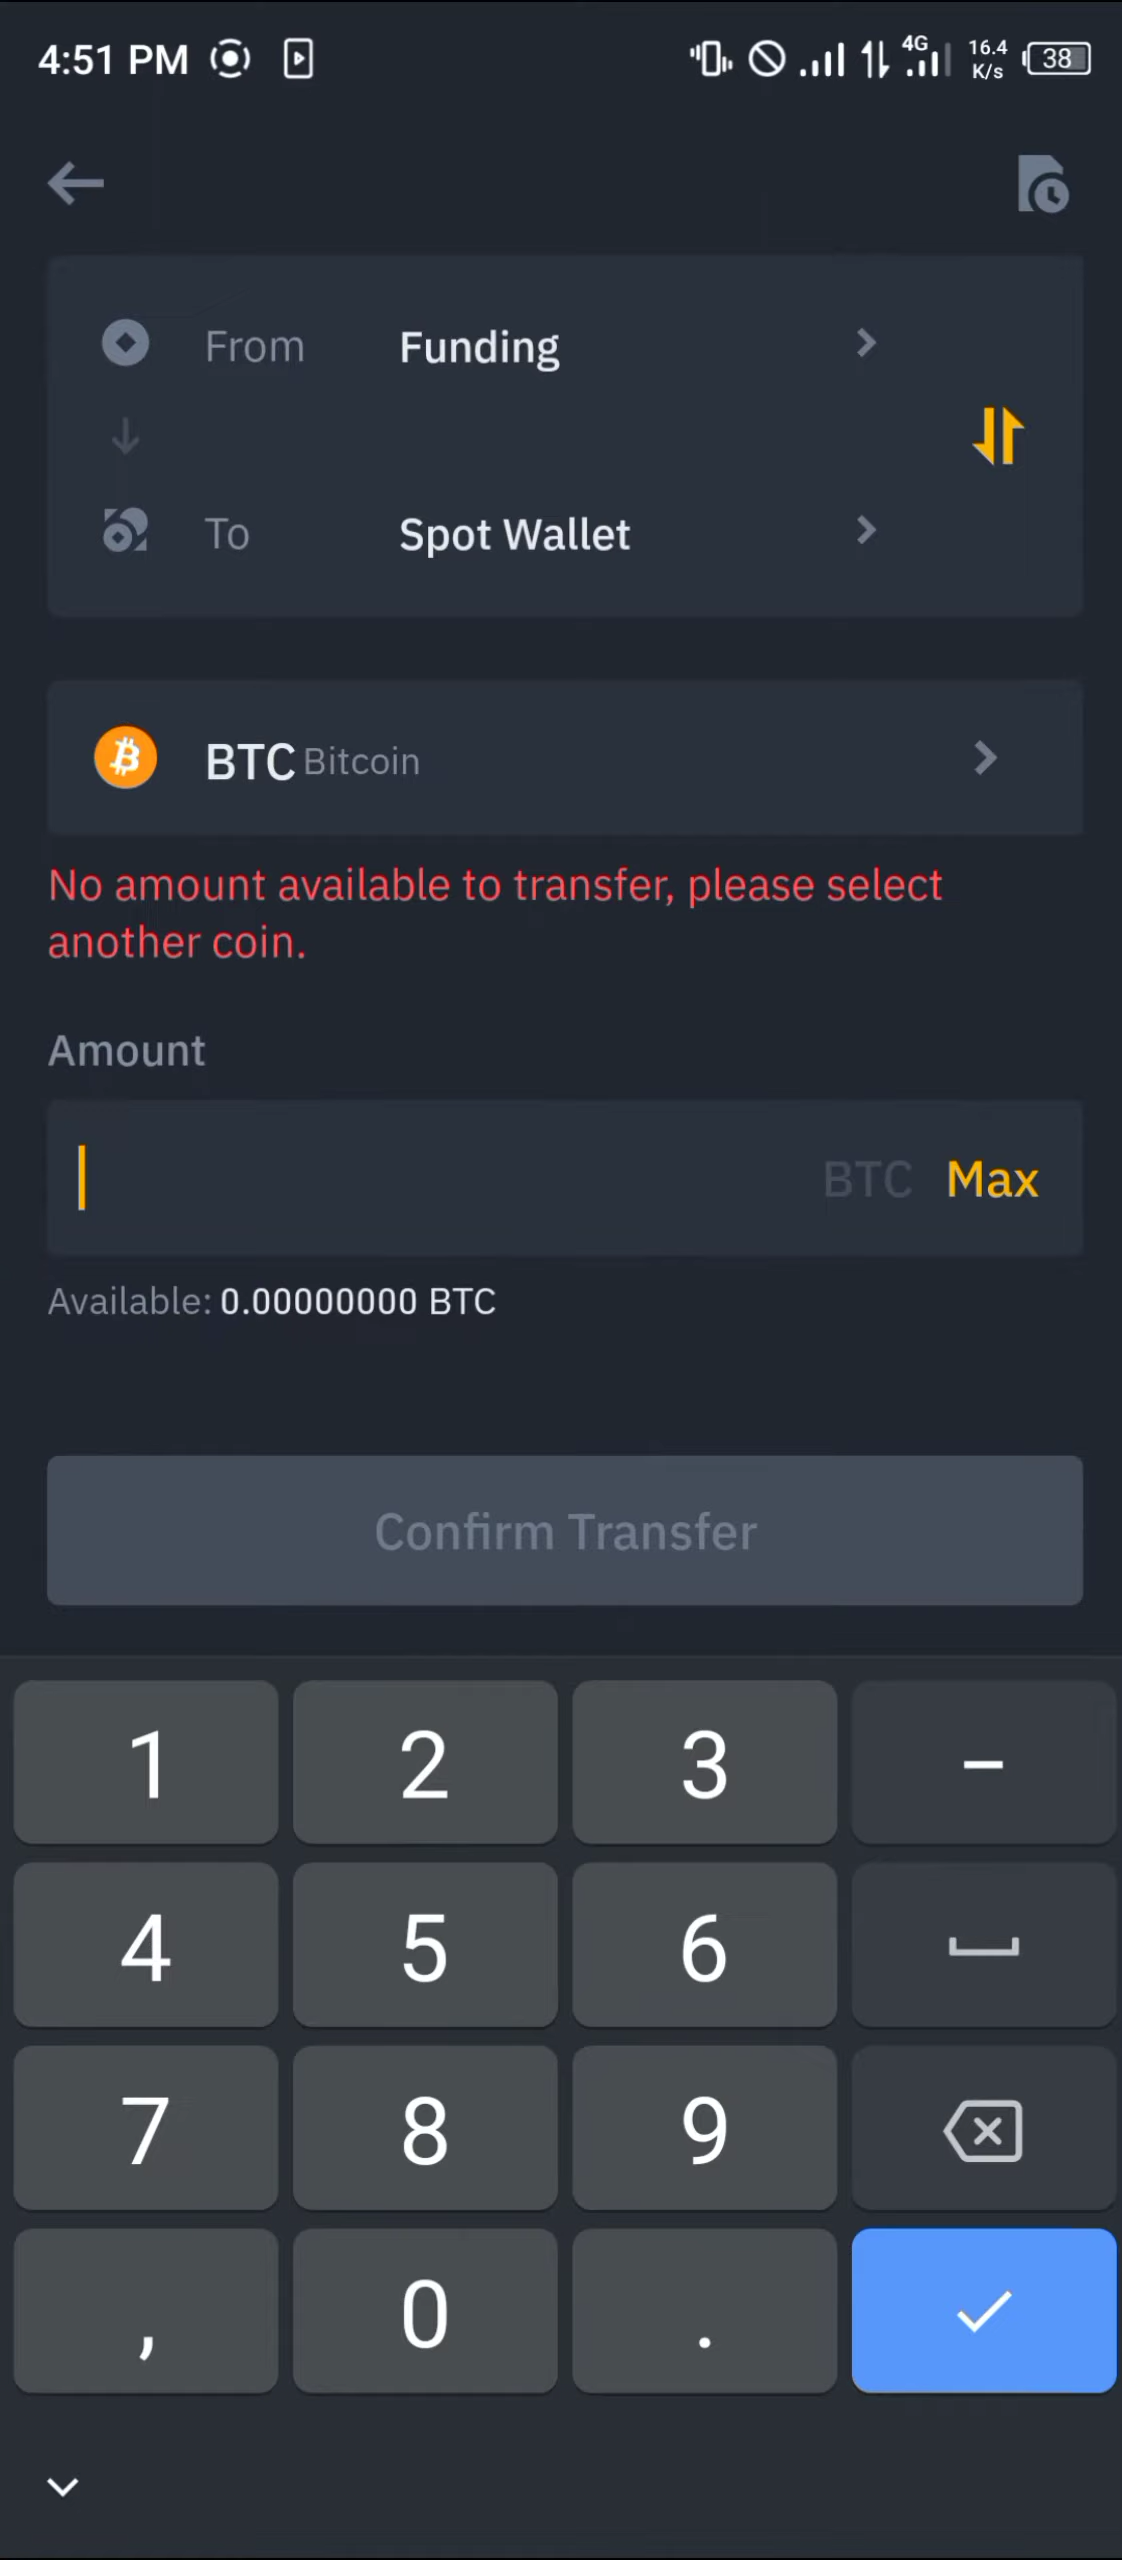 4:51 PM
4G
16.4
K/s
38
From Funding
To Spot Wallet
BTC Bitcoin
No amount available to transfer, please select
another coin.
Amount
BTC Max
Available: 0.00000000 BTC
Confirm Transfer
1 2 3 –
4 5 6
7 8 9
, 0 .